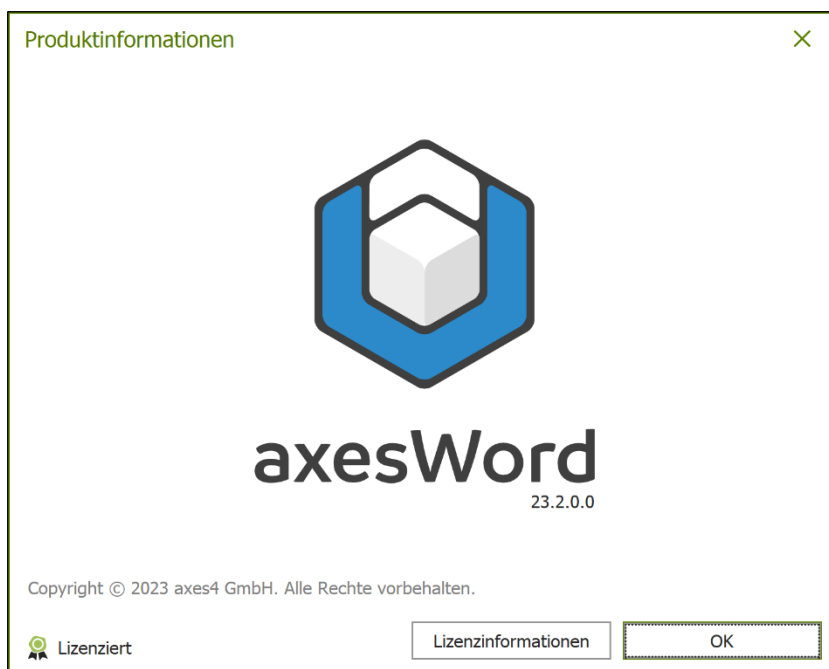 Produktinformationen
axesWord
23.2.0.0
Copyright © 2023 axes4 GmbH. Alle Rechte vorbehalten.
Lizenziert
Lizenzinformationen
OK